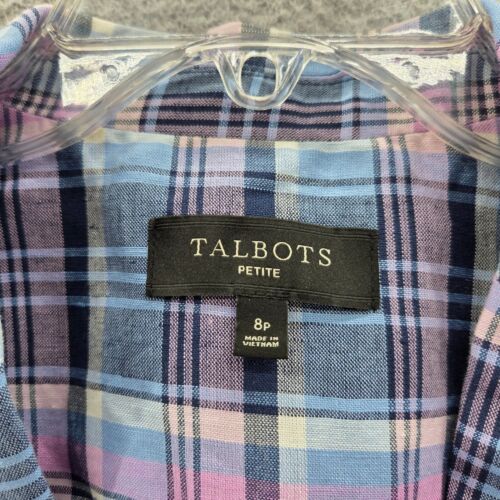 TALBOTS
PETITE
8P
MADE IN
VIETNAM